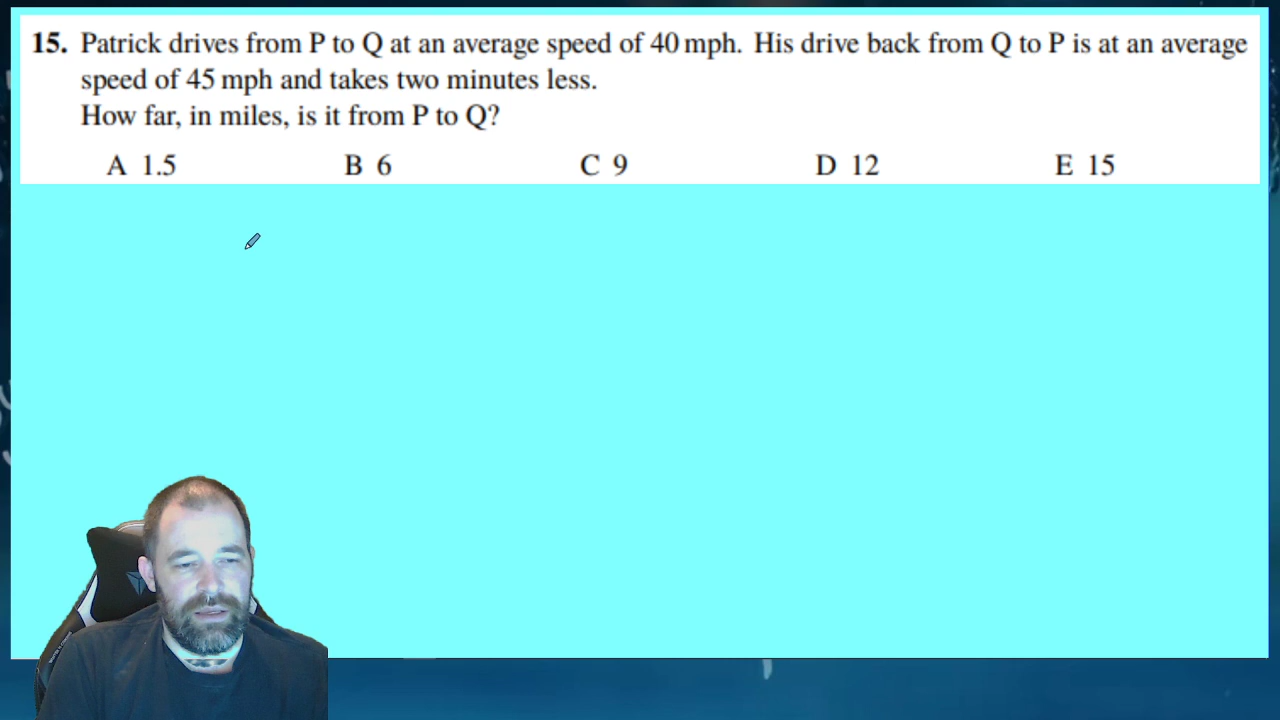 15. Patrick drives from P to Q at an average speed of 40 mph. His drive back from Q to P is at an average
speed of 45 mph and takes two minutes less.
How far, in miles, is it from P to Q?
A 1.5 B 6 C 9 D 12 E 15